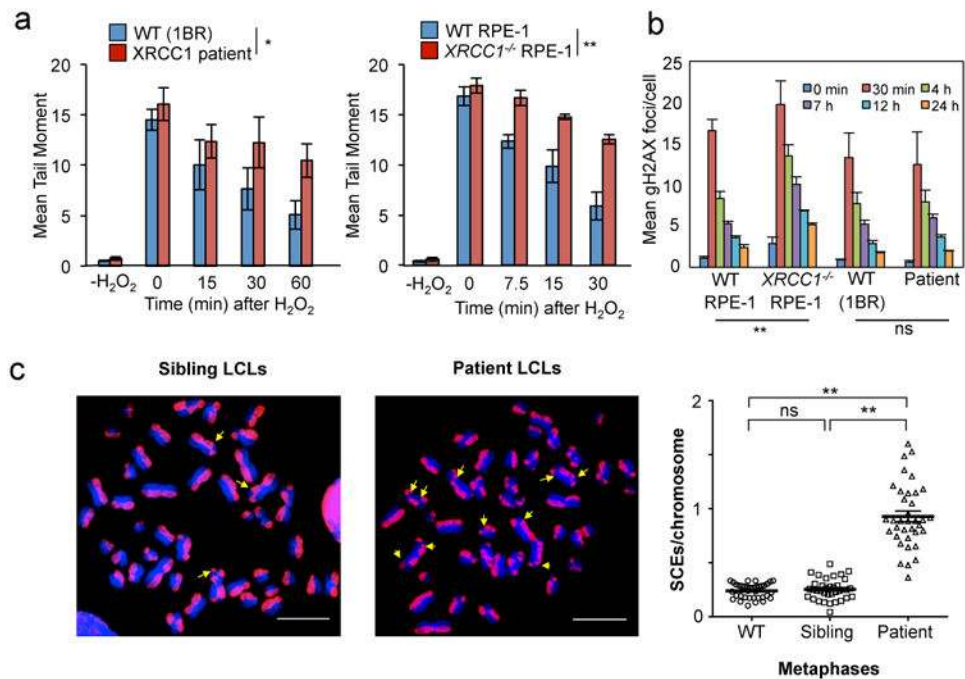 a
WT (1BR)
XRCC1 patient
*
Mean Tail Moment
20
15
10
5
0
-H₂O₂ 0 15 30 60
Time (min) after H₂O₂
WT RPE-1
XRCC1⁻/⁻ RPE-1
**
Mean Tail Moment
20
15
10
5
0
-H₂O₂ 0 7.5 15 30
Time (min) after H₂O₂
b
0 min 30 min 4 h
7 h 12 h 24 h
Mean gH2AX foci/cell
25
20
15
10
5
0
WT XRCC1⁻/⁻ WT Patient
RPE-1 RPE-1 (1BR)
** ns
c
Sibling LCLs
Patient LCLs
**
ns **
SCEs/chromosome
2
1
0
WT Sibling Patient
Metaphases